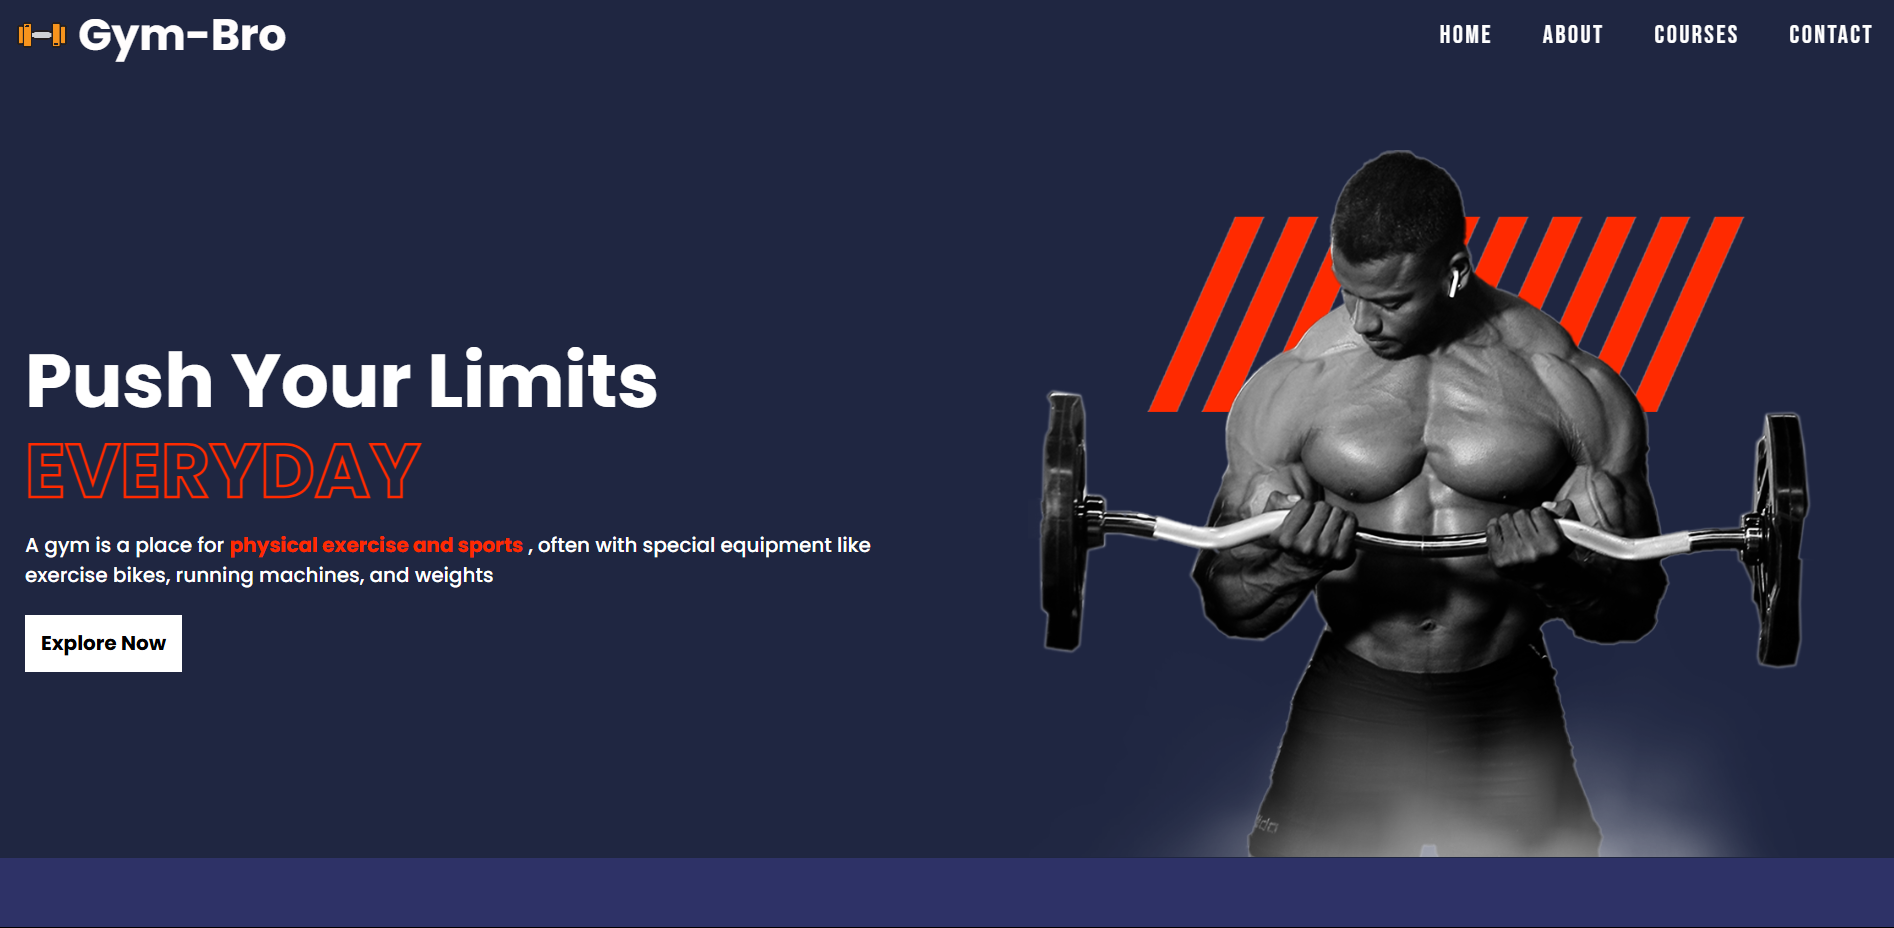 Gym-Bro
HOME ABOUT COURSES CONTACT
Push Your Limits
EVERYDAY
A gym is a place for physical exercise and sports , often with special equipment like
exercise bikes, running machines, and weights
Explore Now